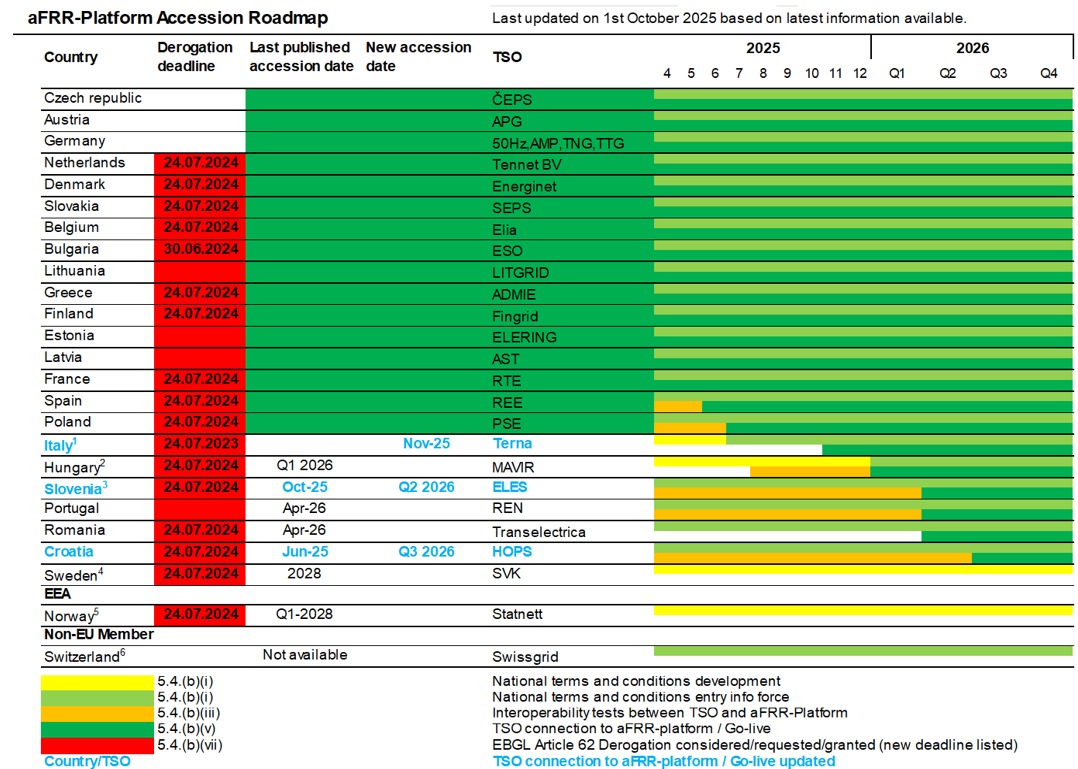 aFRR-Platform Accession Roadmap Last updated on 1st October 2025 based on latest information available.
Country Derogation deadline Last published accession date New accession date TSO 2025 2026
4 5 6 7 8 9 10 11 12 Q1 Q2 Q3 Q4
Czech republic ČEPS
Austria APG
Germany 50Hz,AMP,TNG,TTG
Netherlands 24.07.2024 Tennet BV
Denmark 24.07.2024 Energinet
Slovakia 24.07.2024 SEPS
Belgium 24.07.2024 Elia
Bulgaria 30.06.2024 ESO
Lithuania LITGRID
Greece 24.07.2024 ADMIE
Finland 24.07.2024 Fingrid
Estonia ELERING
Latvia AST
France 24.07.2024 RTE
Spain 24.07.2024 REE
Poland 24.07.2024 PSE
Italy1 24.07.2023 Nov-25 Terna
Hungary2 24.07.2024 Q1 2026 MAVIR
Slovenia3 24.07.2024 Oct-25 Q2 2026 ELES
Portugal Apr-26 REN
Romania 24.07.2024 Apr-26 Transelectrica
Croatia 24.07.2024 Jun-25 Q3 2026 HOPS
Sweden4 24.07.2024 2028 SVK
EEA
Norway5 24.07.2024 Q1-2028 Statnett
Non-EU Member
Switzerland6 Not available Swissgrid
5.4.(b)(i) National terms and conditions development
5.4.(b)(i) National terms and conditions entry info force
5.4.(b)(iii) Interoperability tests between TSO and aFRR-Platform
5.4.(b)(v) TSO connection to aFRR-platform / Go-live
5.4.(b)(vii) EBGL Article 62 Derogation considered/requested/granted (new deadline listed)
Country/TSO TSO connection to aFRR-platform / Go-live updated